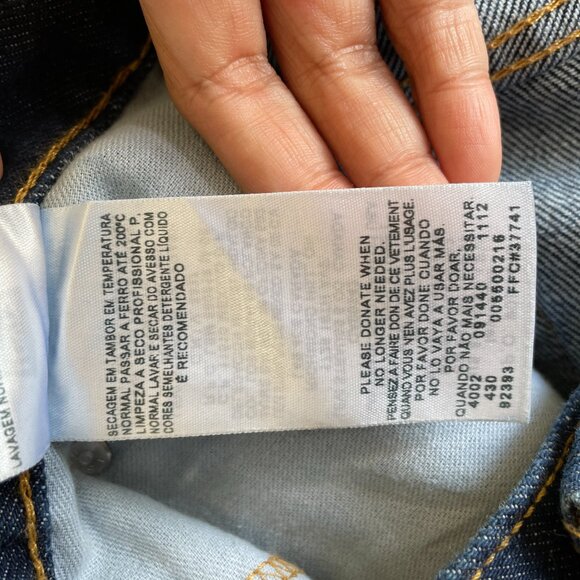 LAVAGEM
SECAGEM EM TAMBOR EM TEMPERATURA
NORMAL PASSAR A FERRO ATÉ 200°C
LIMPEZA A SECO PROFISSIONAL P.
NORMAL LAVAR E SECAR DO AVESSO COM
CORES SEMELHANTES DETERGENTE LÍQUIDO
É RECOMENDADO
PLEASE DONATE WHEN
NO LONGER NEEDED.
PENSEZ A FAIRE DON DE CE VETEMENT
QUAND VOUS N'EN AVEZ PLUS L'USAGE.
POR FAVOR DONE CUANDO
NO LO VAYA A USAR MÁS
POR FAVOR DOAR,
QUANDO NÃO MAIS NECESSITAR
4002 091440 1112
430 005500216
92393 FFC#37741